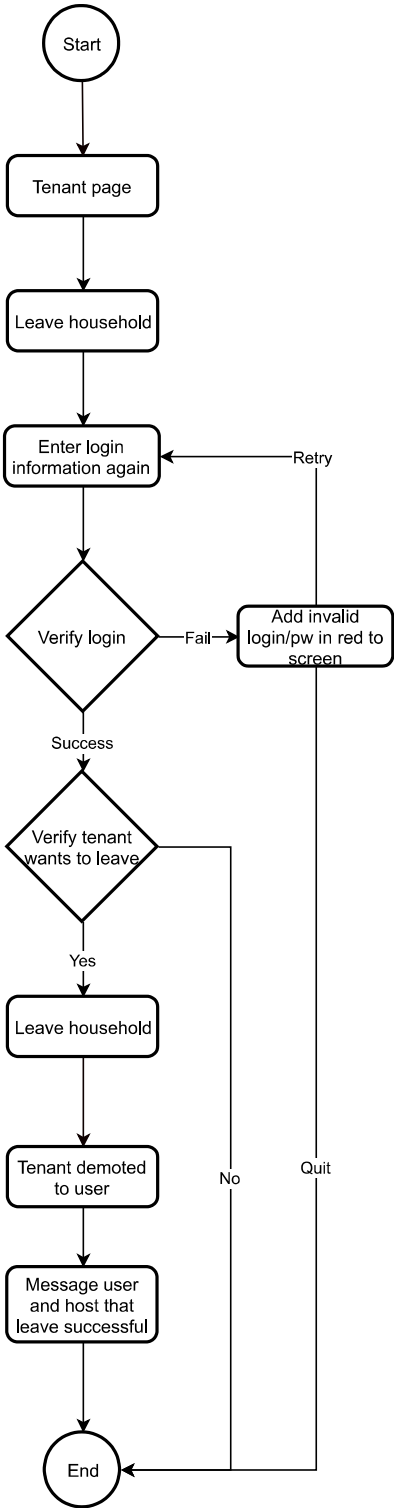 Start
Tenant page
Leave household
Enter login
information again
Retry
Verify login
Fail
Add invalid
login/pw in red to
screen
Success
Verify tenant
wants to leave
Yes
Leave household
Tenant demoted
to user
No
Quit
Message user
and host that
leave successful
End